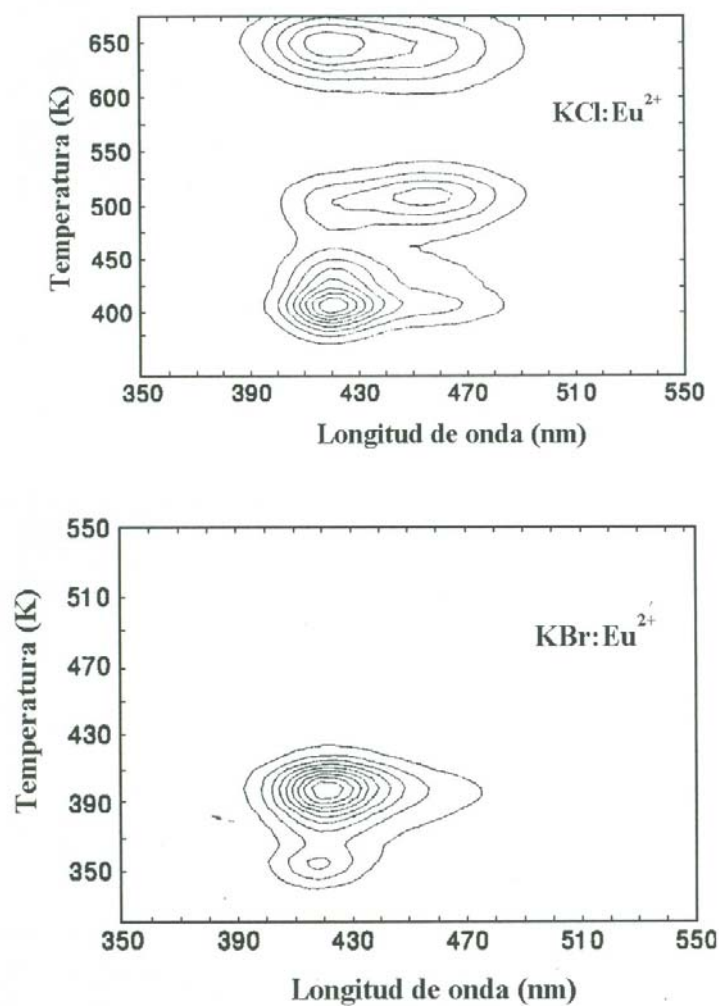 650
600
550
500
450
400
Temperatura (K)
KCl:Eu²⁺
350 390 430 470 510 550
Longitud de onda (nm)
550
510
470
430
390
350
Temperatura (K)
KBr:Eu²⁺
350 390 430 470 510 550
Longitud de onda (nm)